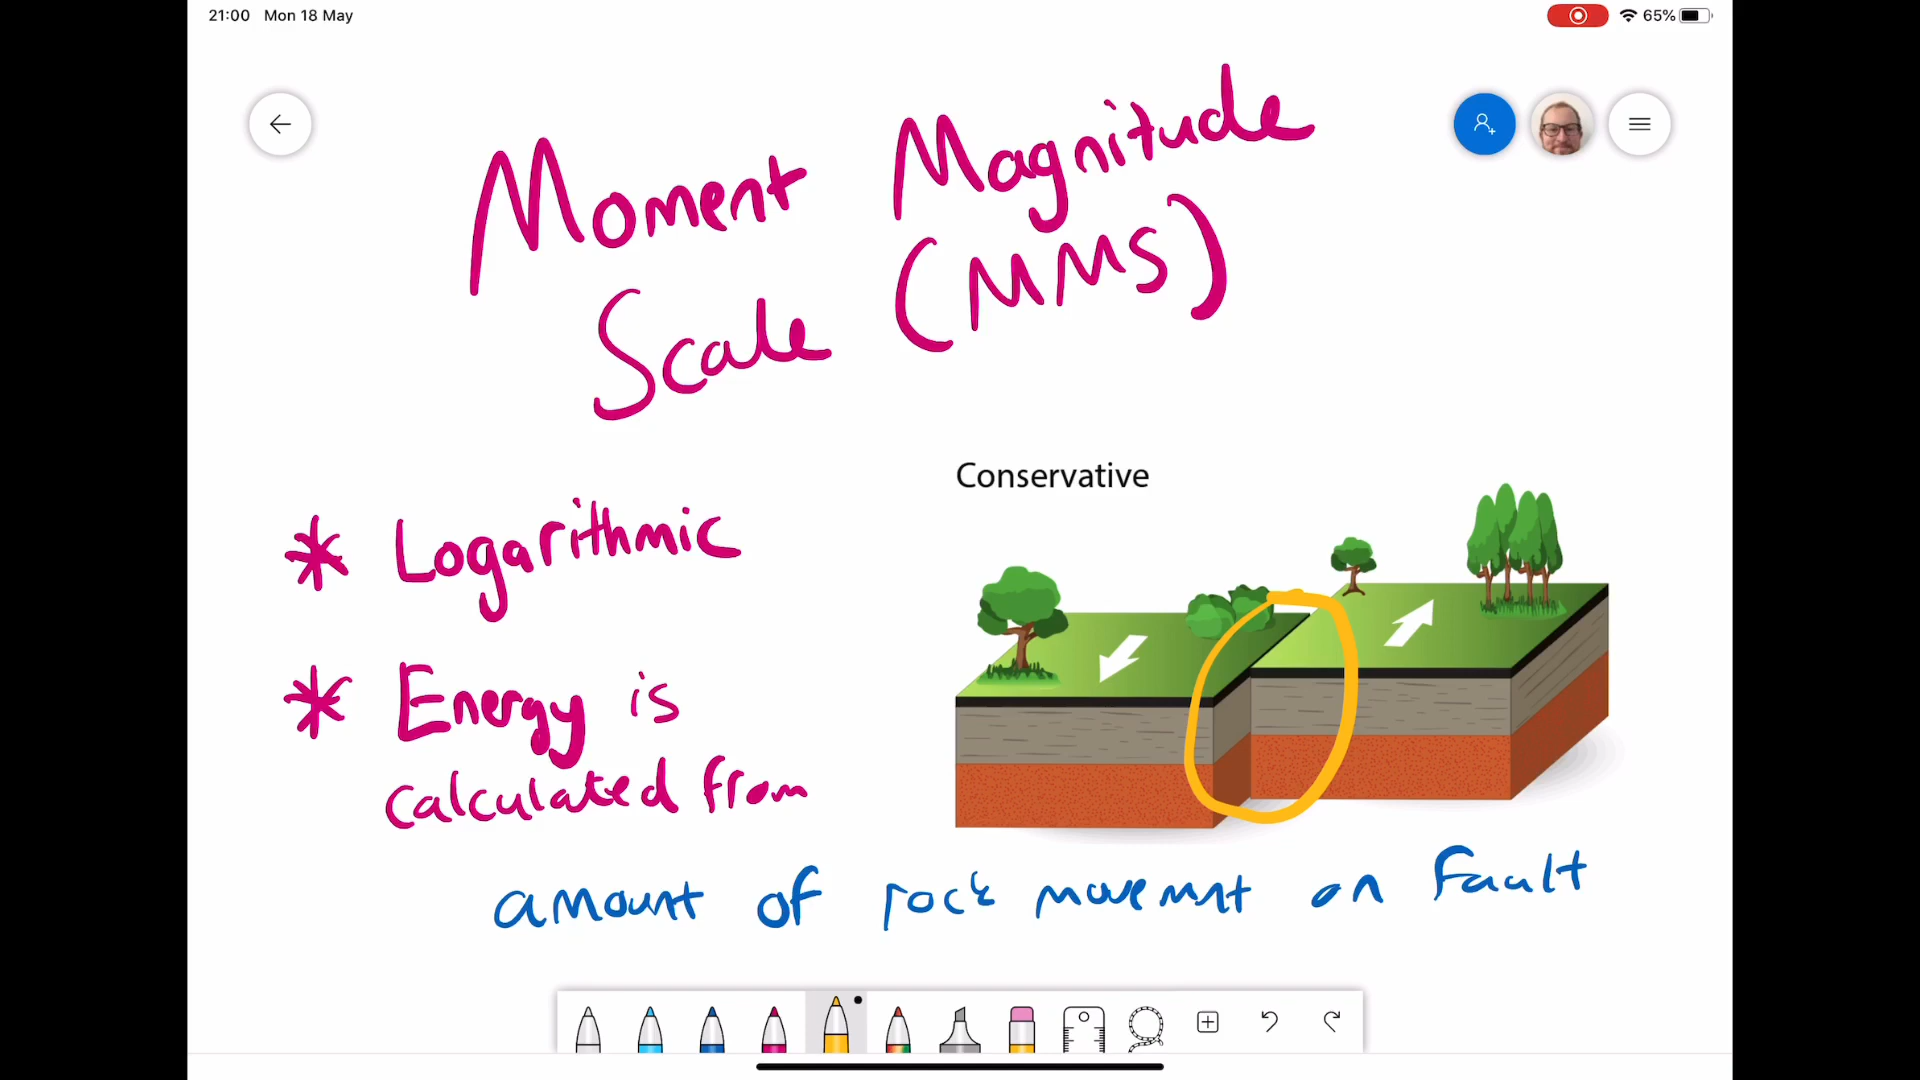 21:00 Mon 18 May
65%
Moment Magnitude
Scale (MMS)
Conservative
* Logarithmic
* Energy is
calculated from
amount of rock movemnt on fault